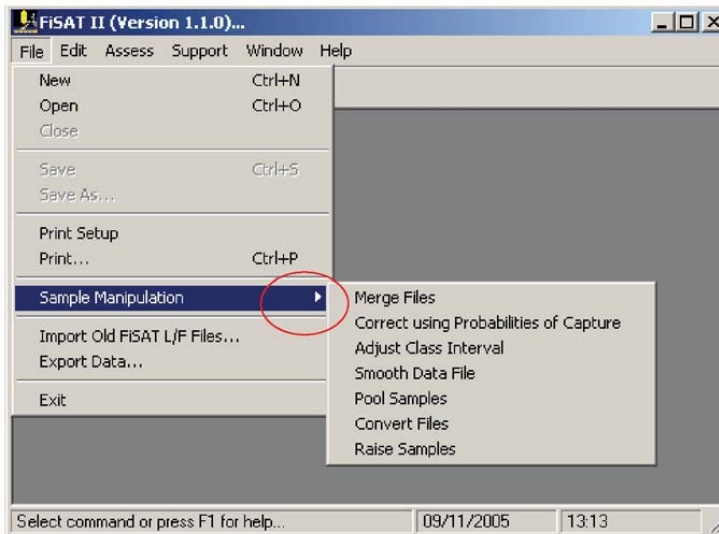 FiSAT II (Version 1.1.0)...
File Edit Assess Support Window Help
New Ctrl+N
Open Ctrl+O
Close
Save Ctrl+S
Save As...
Print Setup
Print... Ctrl+P
Sample Manipulation
Import Old FiSAT L/F Files...
Export Data...
Exit
Merge Files
Correct using Probabilities of Capture
Adjust Class Interval
Smooth Data File
Pool Samples
Convert Files
Raise Samples
Select command or press F1 for help... 09/11/2005 13:13